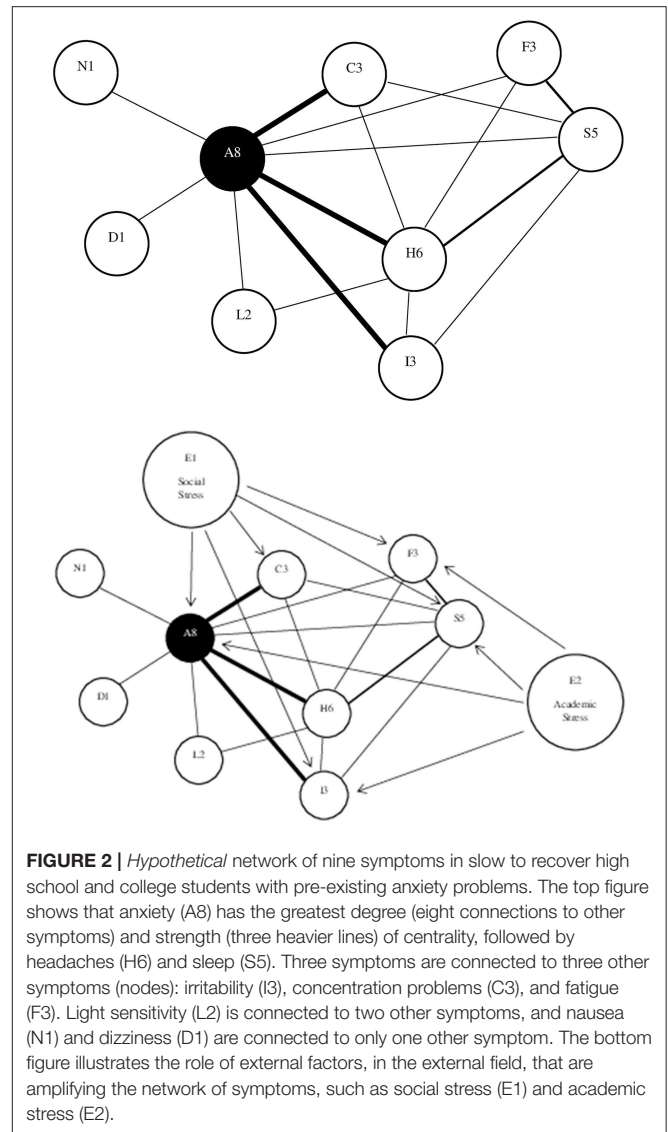 F3
N1
C3
S5
A8
D1
H6
L2
I3
E1
Social
Stress
F3
N1
C3
S5
A8
E2
Academic
Stress
D1
H6
L2
I3
FIGURE 2 | Hypothetical network of nine symptoms in slow to recover high
school and college students with pre-existing anxiety problems. The top figure
shows that anxiety (A8) has the greatest degree (eight connections to other
symptoms) and strength (three heavier lines) of centrality, followed by
headaches (H6) and sleep (S5). Three symptoms are connected to three other
symptoms (nodes): irritability (I3), concentration problems (C3), and fatigue
(F3). Light sensitivity (L2) is connected to two other symptoms, and nausea
(N1) and dizziness (D1) are connected to only one other symptom. The bottom
figure illustrates the role of external factors, in the external field, that are
amplifying the network of symptoms, such as social stress (E1) and academic
stress (E2).